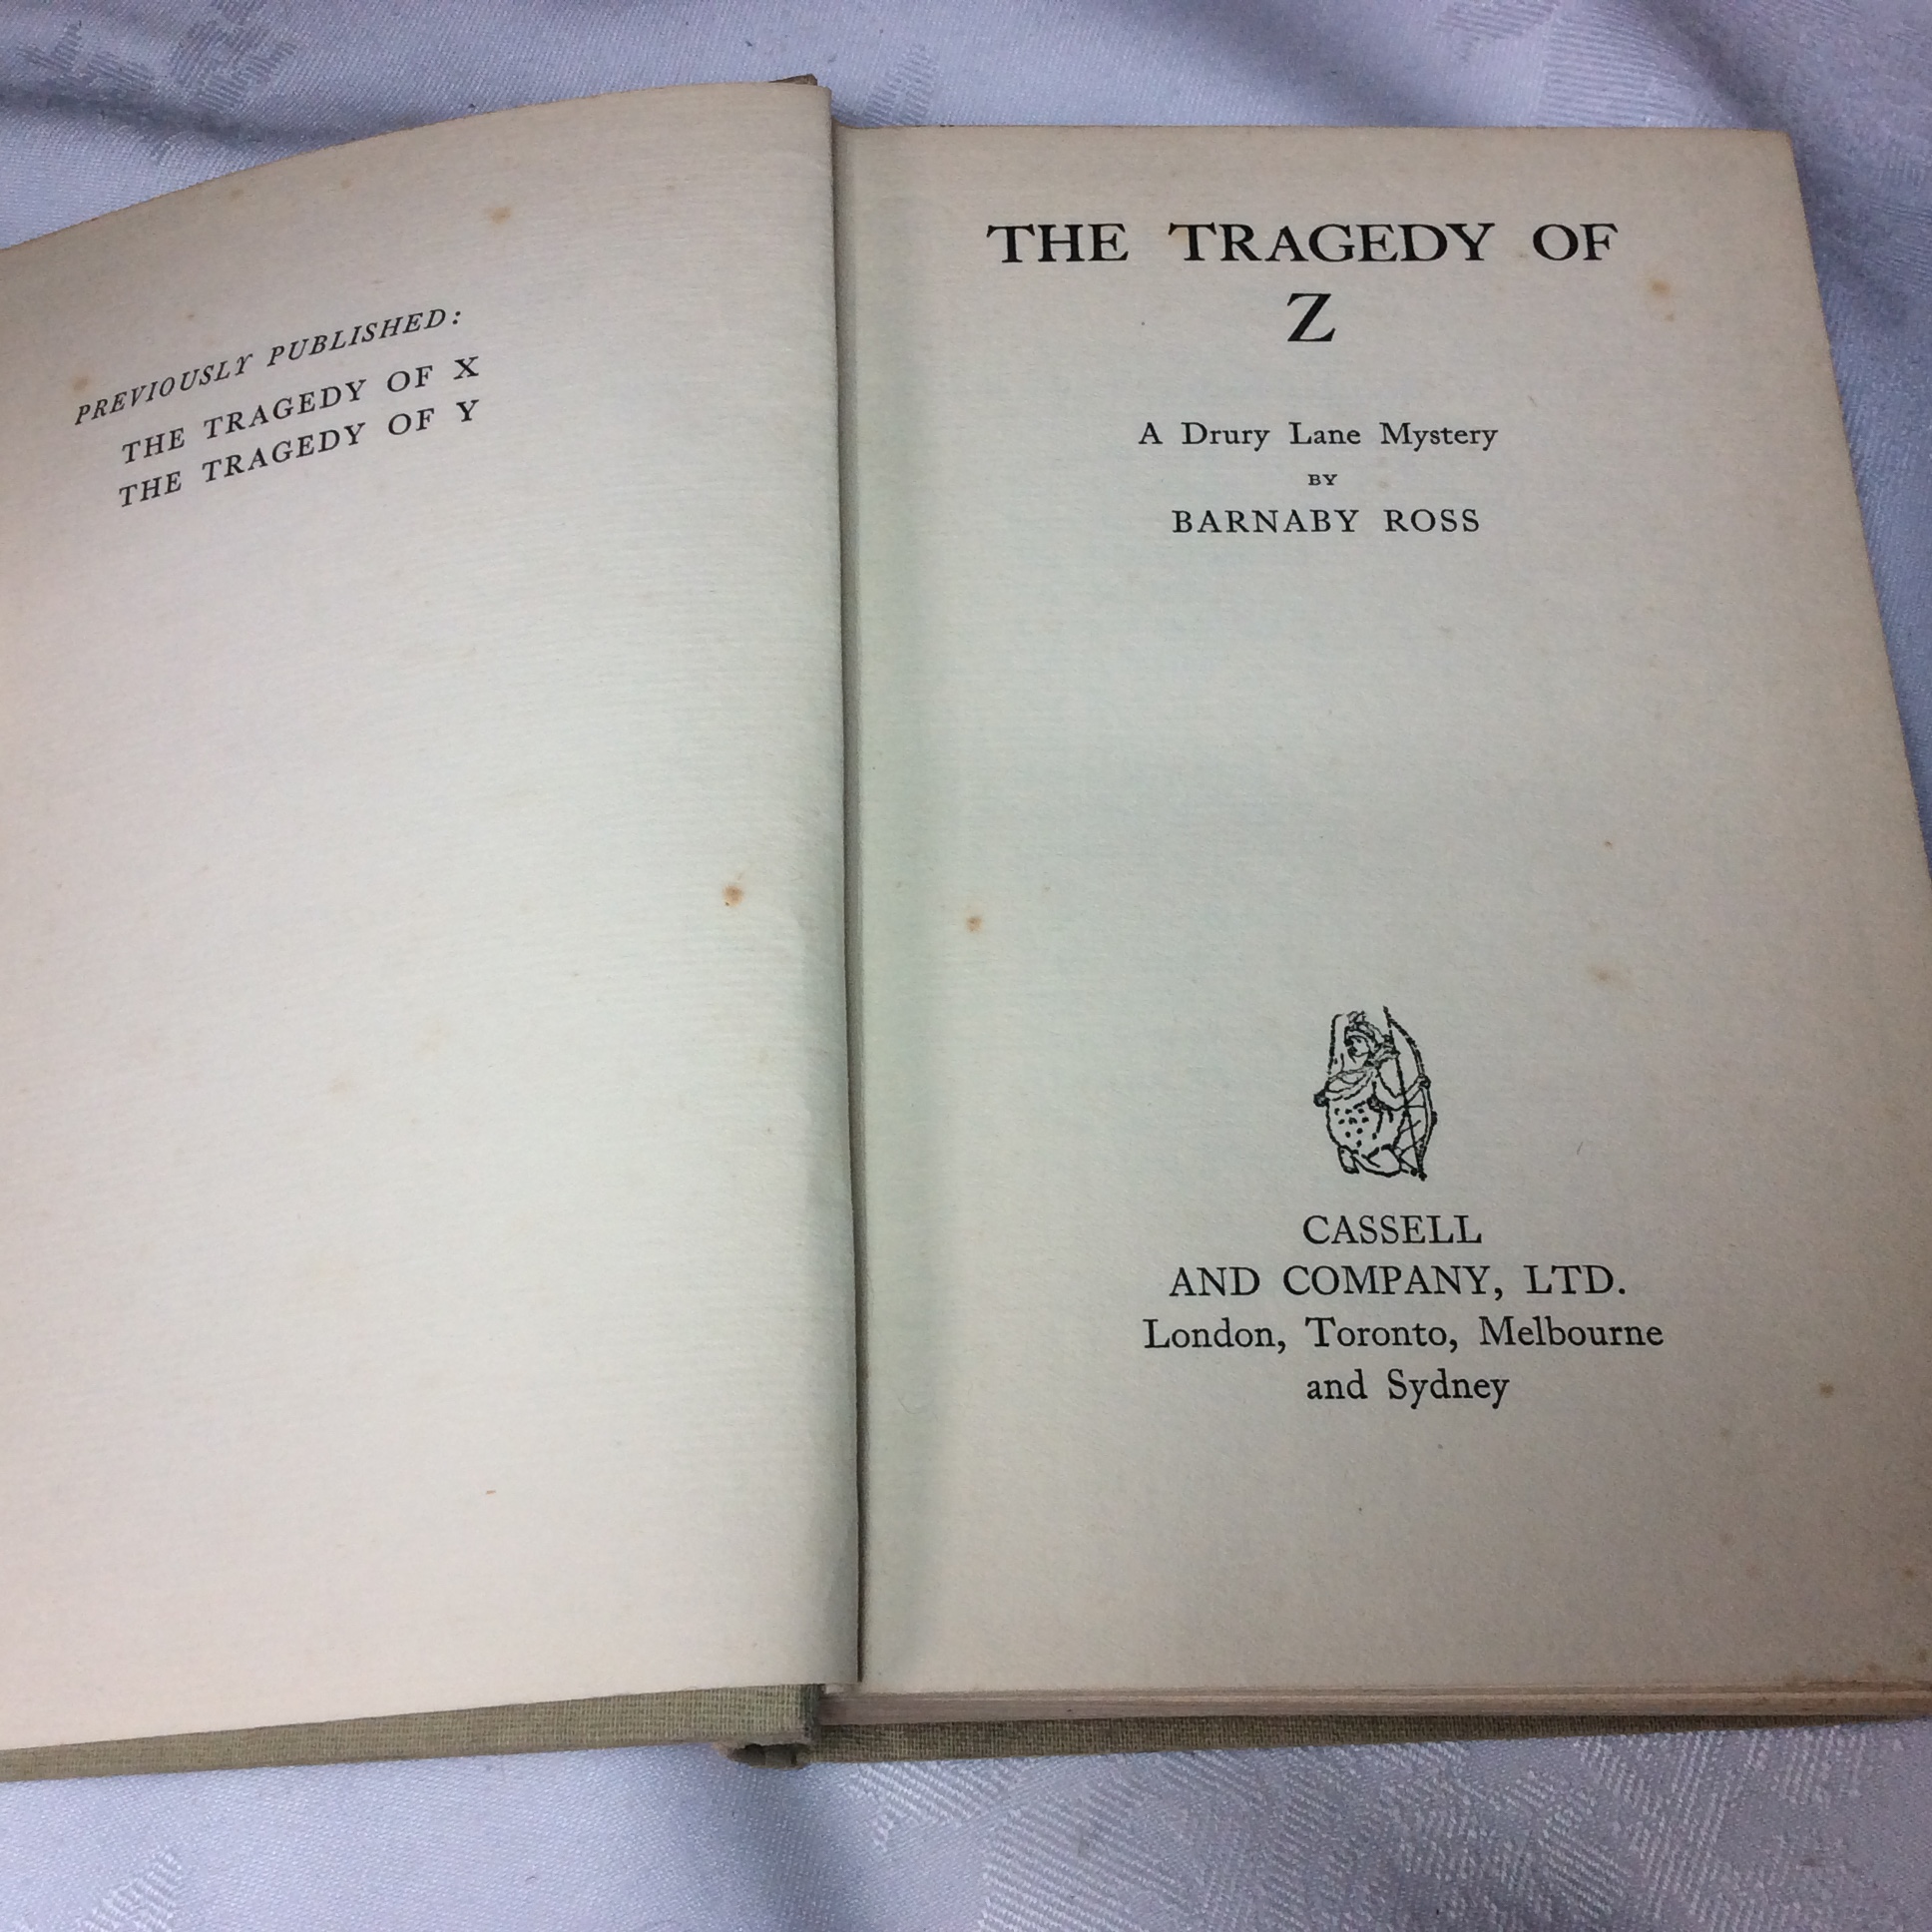 PREVIOUSLY PUBLISHED:
THE TRAGEDY OF X
THE TRAGEDY OF Y
THE TRAGEDY OF
Z
A Drury Lane Mystery
BY
BARNABY ROSS
CASSELL
AND COMPANY, LTD.
London, Toronto, Melbourne
and Sydney